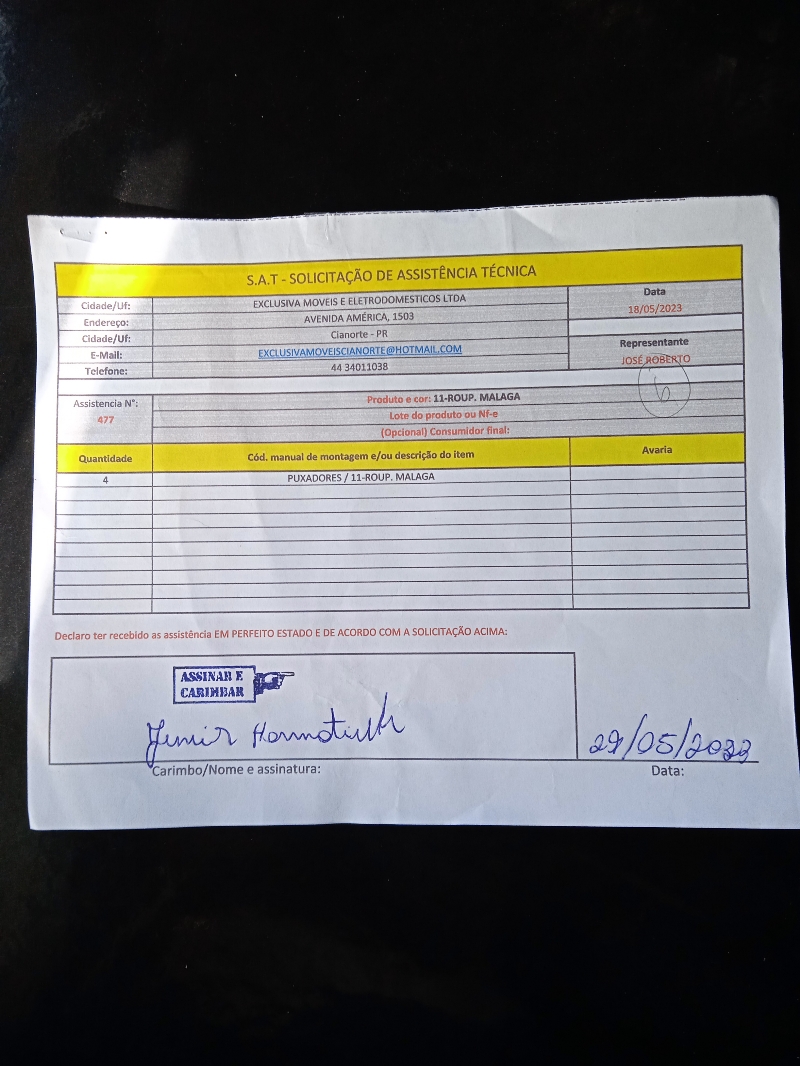 S.A.T - SOLICITAÇÃO DE ASSISTÊNCIA TÉCNICA
Cidade/Uf: EXCLUSIVA MOVEIS E ELETRODOMESTICOS LTDA Data
Endereço: AVENIDA AMÉRICA, 1503 18/05/2023
Cidade/Uf: Cianorte - PR
E-Mail: EXCLUSIVAMOVEISCIANORTE@HOTMAIL.COM Representante
Telefone: 44 34011038 JOSÉ ROBERTO
Assistencia N°: Produto e cor: 11-ROUP. MALAGA
477 Lote do produto ou Nf-e
(Opcional) Consumidor final:
Quantidade Cód. manual de montagem e/ou descrição do item Avaria
4 PUXADORES / 11-ROUP. MALAGA
Declaro ter recebido as assistência EM PERFEITO ESTADO E DE ACORDO COM A SOLICITAÇÃO ACIMA:
ASSINAR E
CARIMBAR
29/05/2023
Carimbo/Nome e assinatura: Data: